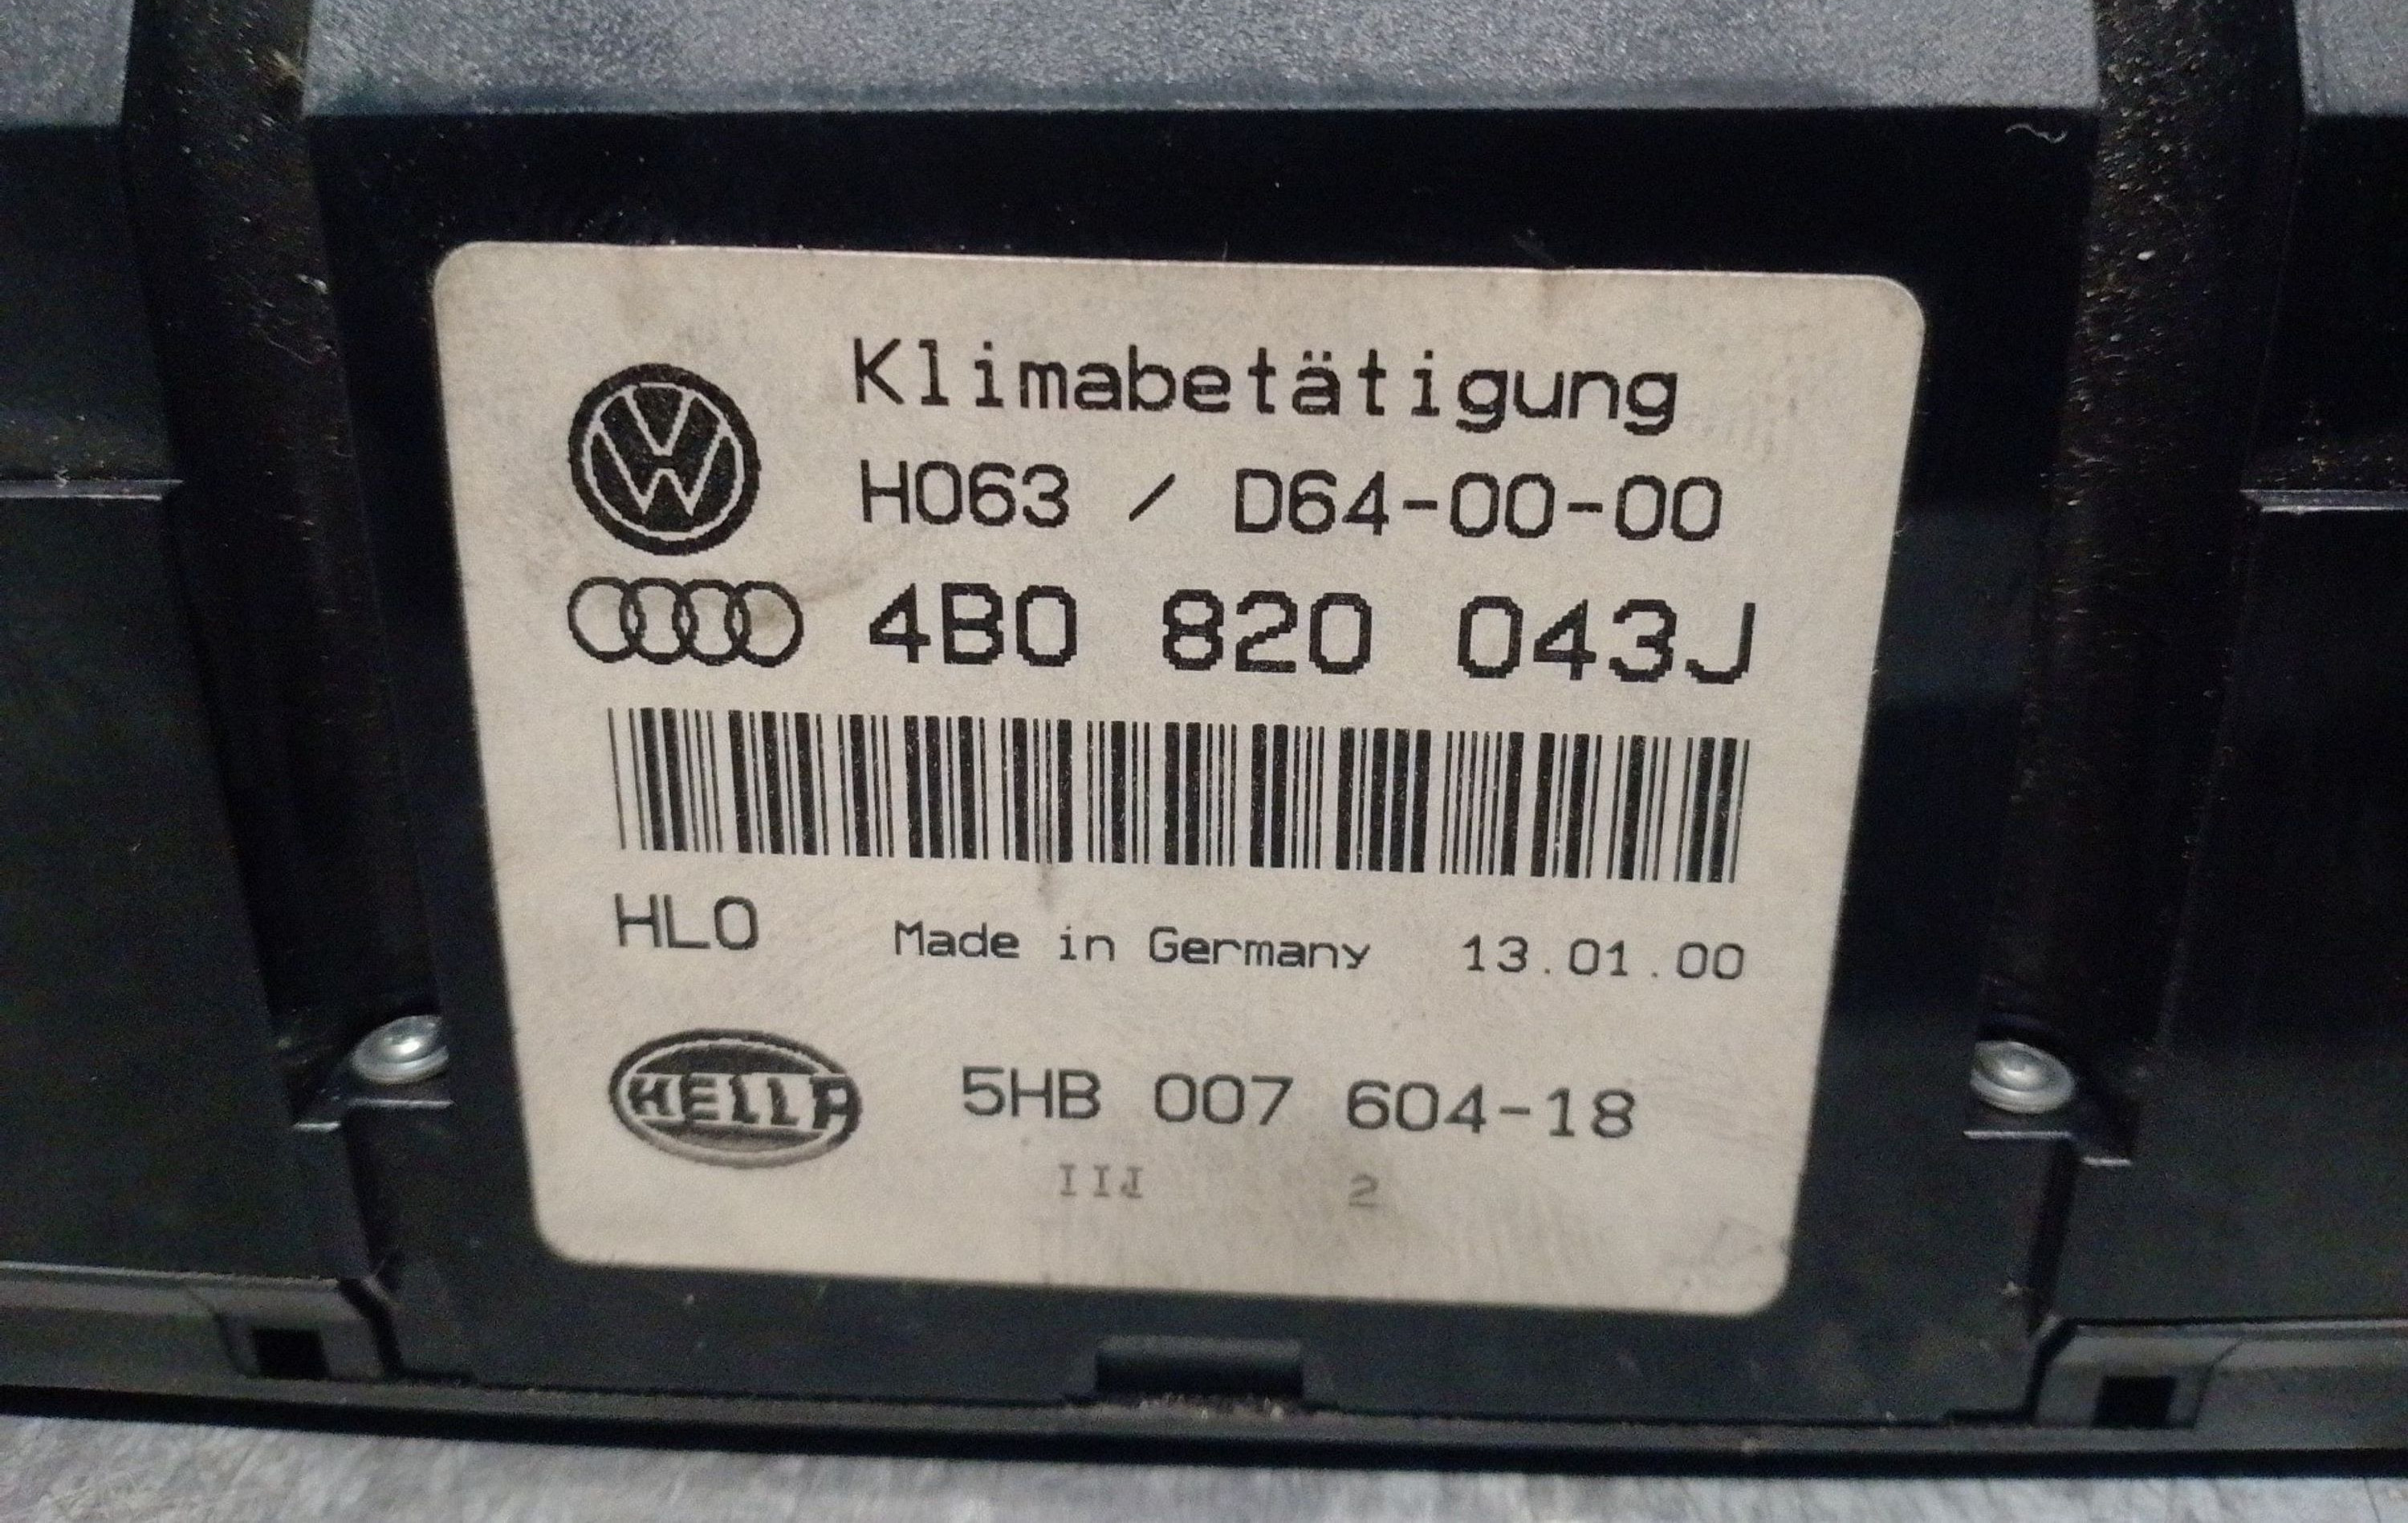 Klimabetätigung
H063 / D64-00-00
4B0 820 043J
HL0 Made in Germany 13.01.00
HELLA 5HB 007 604-18
2